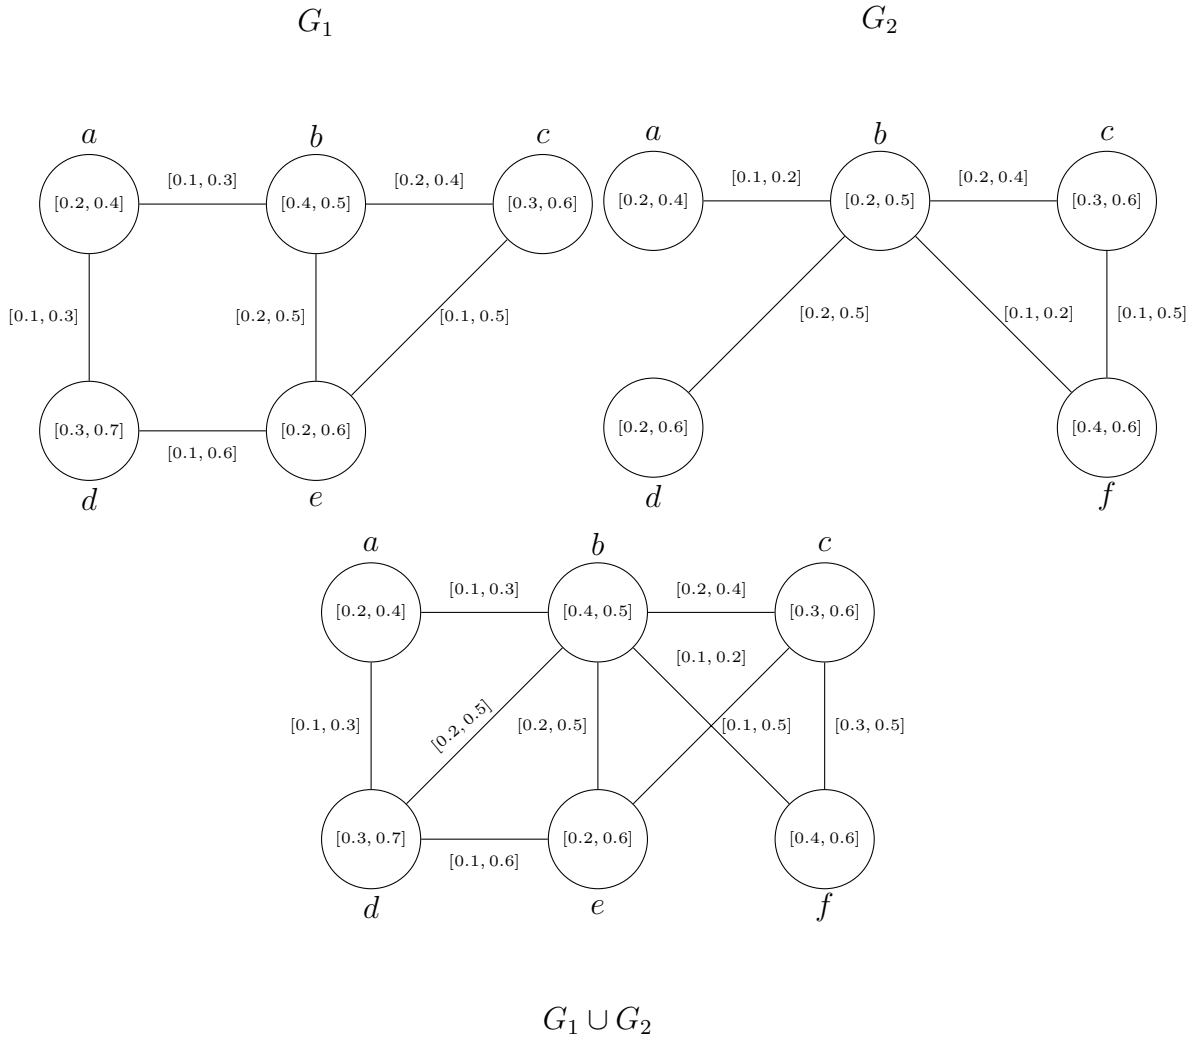 G₁
G₂
a
b
c
a
b
c
[0.1, 0.3]
[0.2, 0.4]
[0.1, 0.2]
[0.2, 0.4]
[0.2, 0.4]
[0.4, 0.5]
[0.3, 0.6]
[0.2, 0.4]
[0.2, 0.5]
[0.3, 0.6]
[0.1, 0.3]
[0.2, 0.5]
[0.1, 0.5]
[0.2, 0.5]
[0.1, 0.2]
[0.1, 0.5]
[0.3, 0.7]
[0.2, 0.6]
[0.2, 0.6]
[0.4, 0.6]
[0.1, 0.6]
d
e
d
f
a
b
c
[0.1, 0.3]
[0.2, 0.4]
[0.2, 0.4]
[0.4, 0.5]
[0.3, 0.6]
[0.1, 0.2]
[0.1, 0.3]
[0.2, 0.5]
[0.2, 0.5]
[0.1, 0.5]
[0.3, 0.5]
[0.3, 0.7]
[0.2, 0.6]
[0.4, 0.6]
[0.1, 0.6]
d
e
f
G₁ ∪ G₂